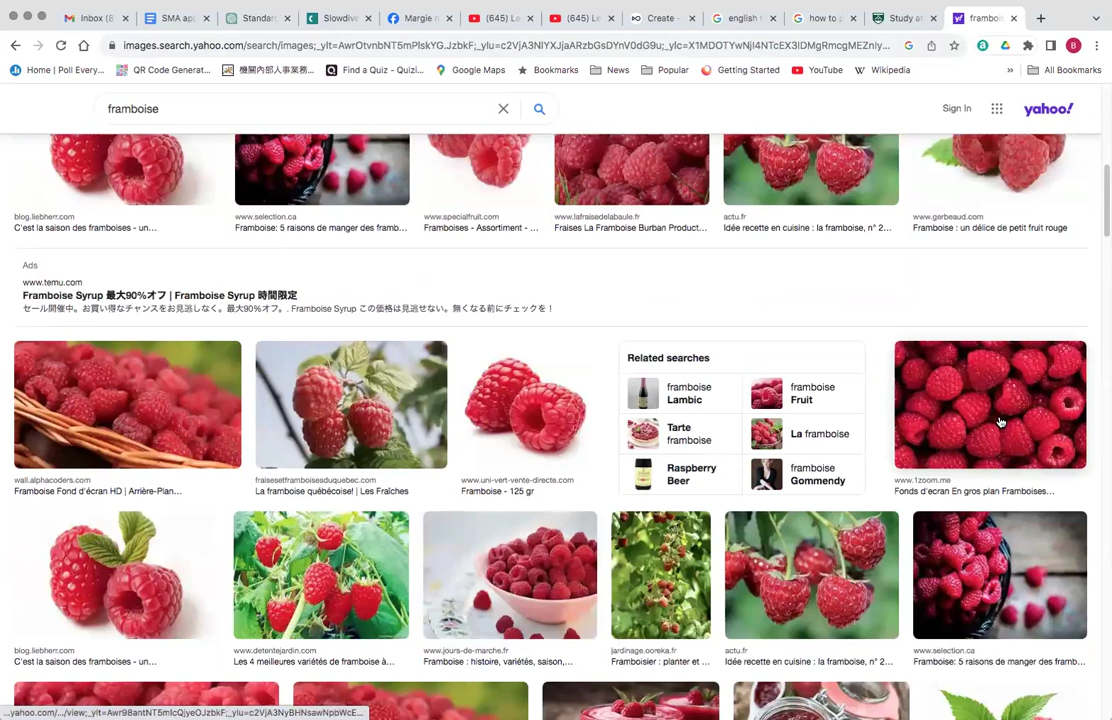 Inbox (8
SMA ap
Standar
Slowdive
Margie n
(645) La
(645) Le
Create -
english t
how to p
Study at
frambois
images.search.yahoo.com/search/images;_ylt=AwrOtvnbNT5mPlskYG.JzbkF;_ylu=c2VjA3NlYXJjaARzbGsDYnV0dG9u;_ylc=X1MDOTYwNjI4NTcEX3IDMgRmcgMEZnly...
B
Home | Poll Every...
QR Code Generat...
機關內部人事業務...
Find a Quiz - Quizi...
Google Maps
Bookmarks
News
Popular
Getting Started
YouTube
Wikipedia
»
All Bookmarks
framboise
Sign In
yahoo!
blog.liebherr.com
C'est la saison des framboises - un...
www.selection.ca
Framboise: 5 raisons de manger des framb...
www.specialfruit.com
Framboises - Assortiment - ...
www.lafraisedelabaule.fr
Fraises La Framboise Burban Product...
actu.fr
Idée recette en cuisine : la framboise, n° 2...
www.gerbeaud.com
Framboise : un délice de petit fruit rouge
Ads
www.temu.com
Framboise Syrup 最大90%オフ | Framboise Syrup 時間限定
セール開催中。お買い得なチャンスをお見逃しなく。最大90%オフ。. Framboise Syrup この価格は見逃せない。無くなる前にチェックを！
Related searches
framboise
Lambic
framboise
Fruit
Tarte
framboise
La framboise
Raspberry
Beer
framboise
Gommendy
wall.alphacoders.com
Framboise Fond d'écran HD | Arrière-Plan...
fraisesetframboisesduquebec.com
La framboise québécoise! | Les Fraîches
www.uni-vert-vente-directe.com
Framboise - 125 gr
www.1zoom.me
Fonds d'ecran En gros plan Framboises...
blog.liebherr.com
C'est la saison des framboises - un...
www.detentejardin.com
Les 4 meilleures variétés de framboise à...
www.jours-de-marche.fr
Framboise : histoire, variétés, saison,...
jardinage.ooreka.fr
Framboisier : planter et ...
actu.fr
Idée recette en cuisine : la framboise, n° 2...
www.selection.ca
Framboise: 5 raisons de manger des framb...